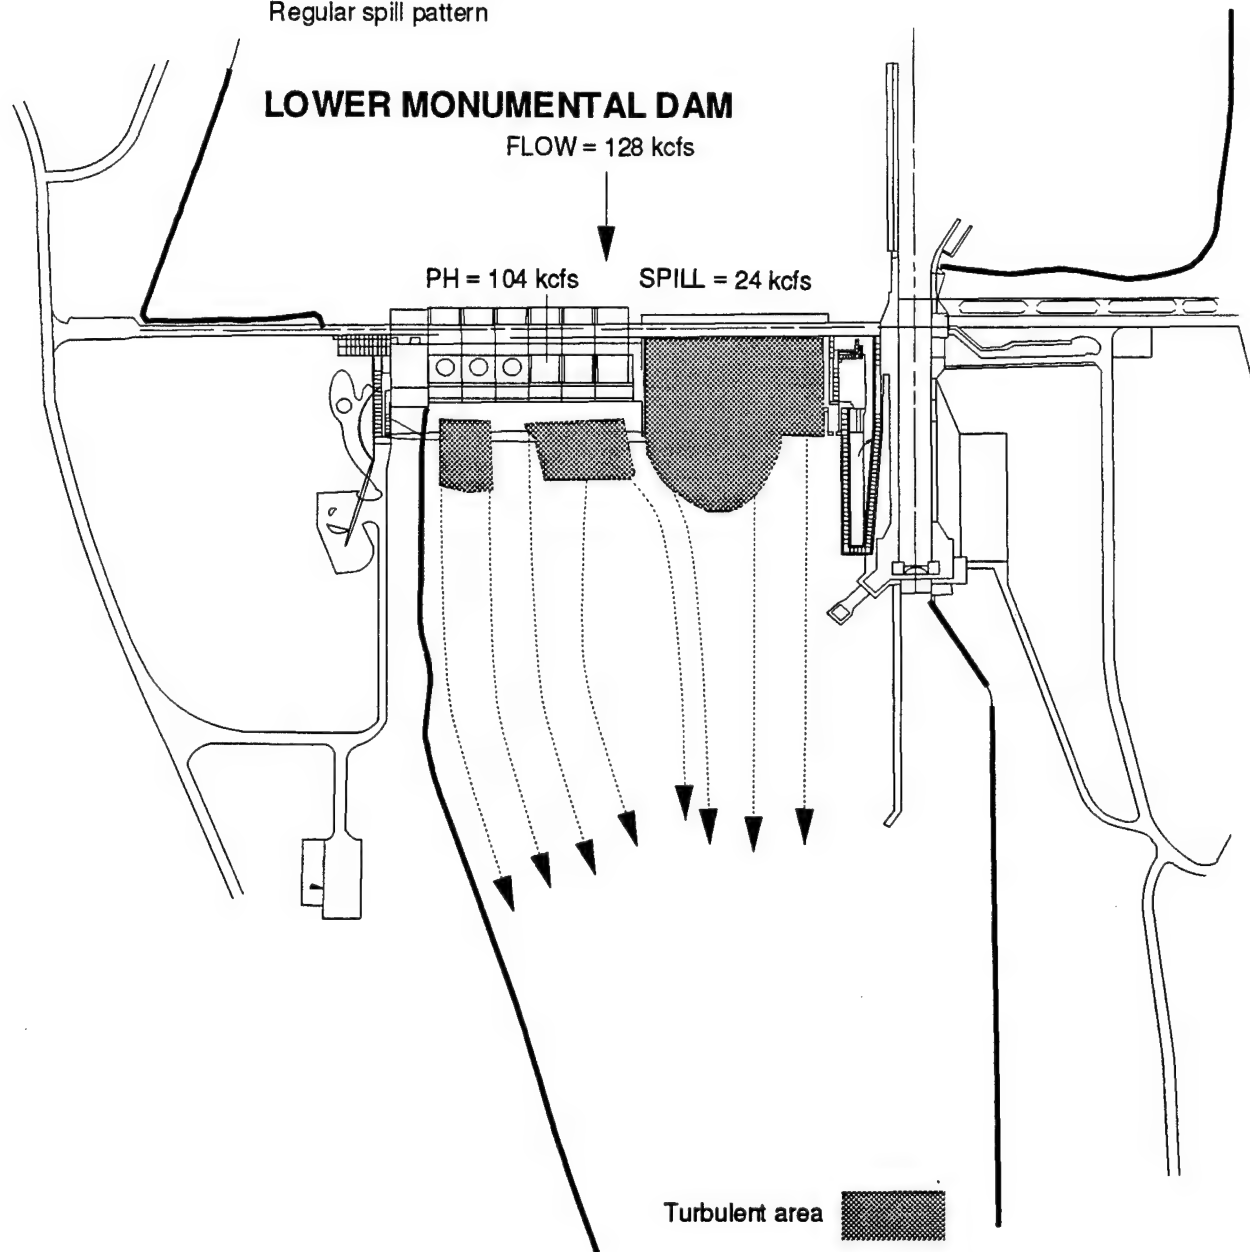 Regular spill pattern
LOWER MONUMENTAL DAM
FLOW = 128 kcfs
PH = 104 kcfs
SPILL = 24 kcfs
Turbulent area